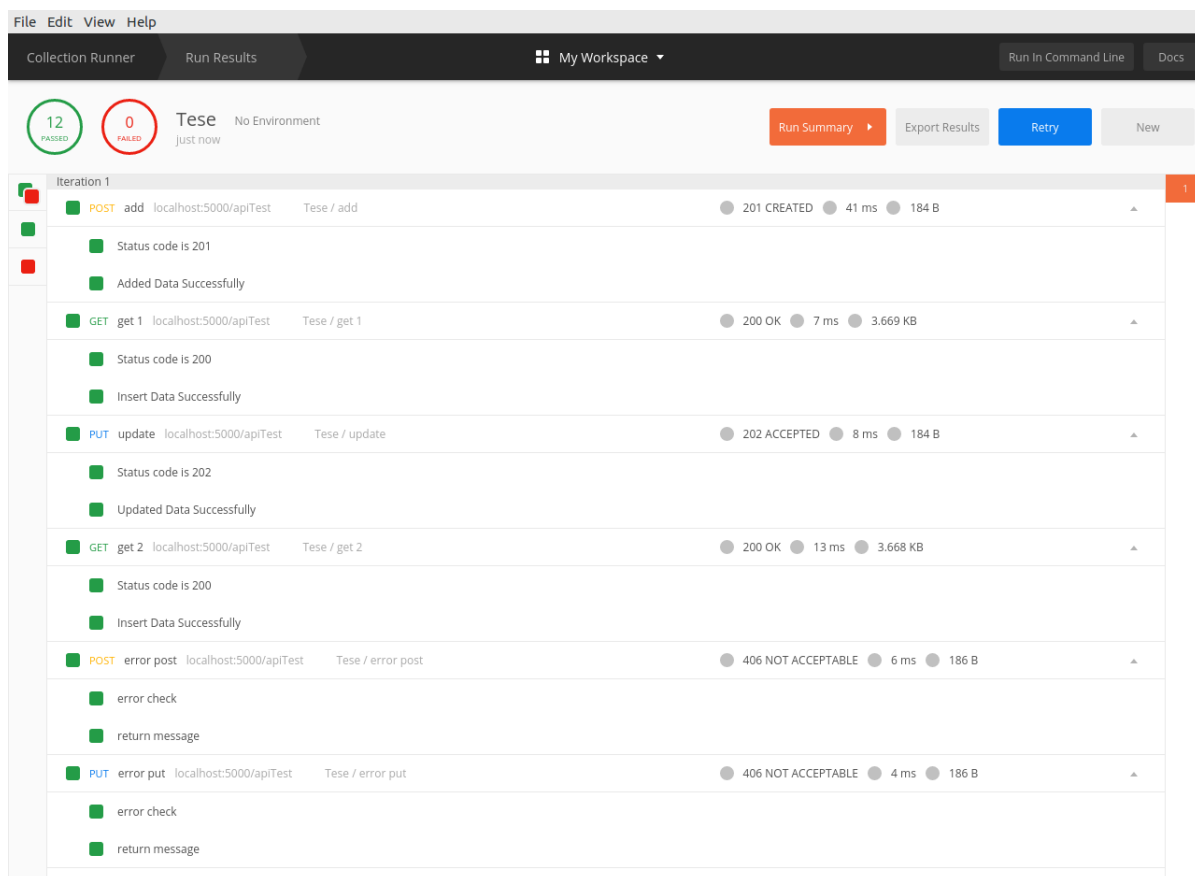 File Edit View Help
Collection Runner Run Results My Workspace Run In Command Line Docs
12 PASSED
0 FAILED
Tese No Environment
just now
Run Summary Export Results Retry New
Iteration 1
1
POST add localhost:5000/apiTest Tese / add 201 CREATED 41 ms 184 B
Status code is 201
Added Data Successfully
GET get 1 localhost:5000/apiTest Tese / get 1 200 OK 7 ms 3.669 KB
Status code is 200
Insert Data Successfully
PUT update localhost:5000/apiTest Tese / update 202 ACCEPTED 8 ms 184 B
Status code is 202
Updated Data Successfully
GET get 2 localhost:5000/apiTest Tese / get 2 200 OK 13 ms 3.668 KB
Status code is 200
Insert Data Successfully
POST error post localhost:5000/apiTest Tese / error post 406 NOT ACCEPTABLE 6 ms 186 B
error check
return message
PUT error put localhost:5000/apiTest Tese / error put 406 NOT ACCEPTABLE 4 ms 186 B
error check
return message